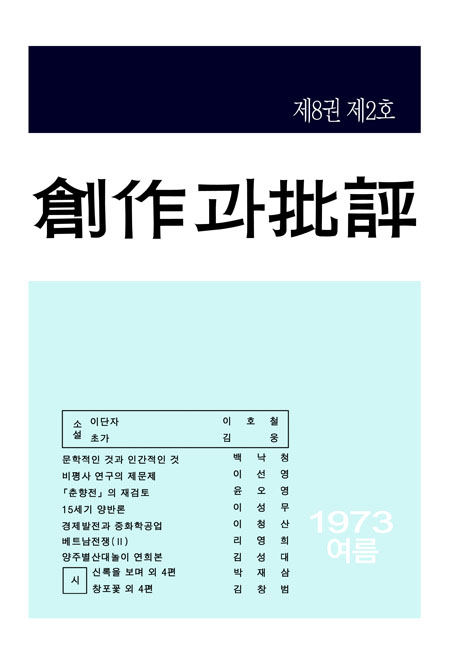 제8권 제2호
創作과批評
소설 이단자 이호철
초가 김웅
문학적인 것과 인간적인 것 백낙청
비평사 연구의 제문제 이선영
「춘향전」의 재검토 윤오영
15세기 양반론 이성무
경제발전과 중화학공업 이청산
베트남전쟁(II) 리영희
양주별산대놀이 연희본 김성대
시 신록을 보며 외 4편 박재삼
창포꽃 외 4편 김창범
1973
여름